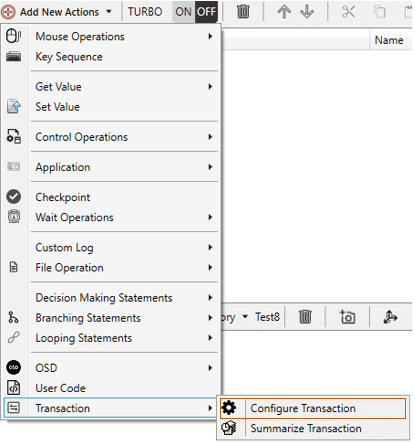 Add New Actions TURBO ON OFF
Name
Mouse Operations
Key Sequence
Get Value
Set Value
Control Operations
Application
Checkpoint
Wait Operations
Custom Log
File Operation
Decision Making Statements
Branching Statements
Looping Statements
ory Test8
OSD
User Code
Transaction
Configure Transaction
Summarize Transaction